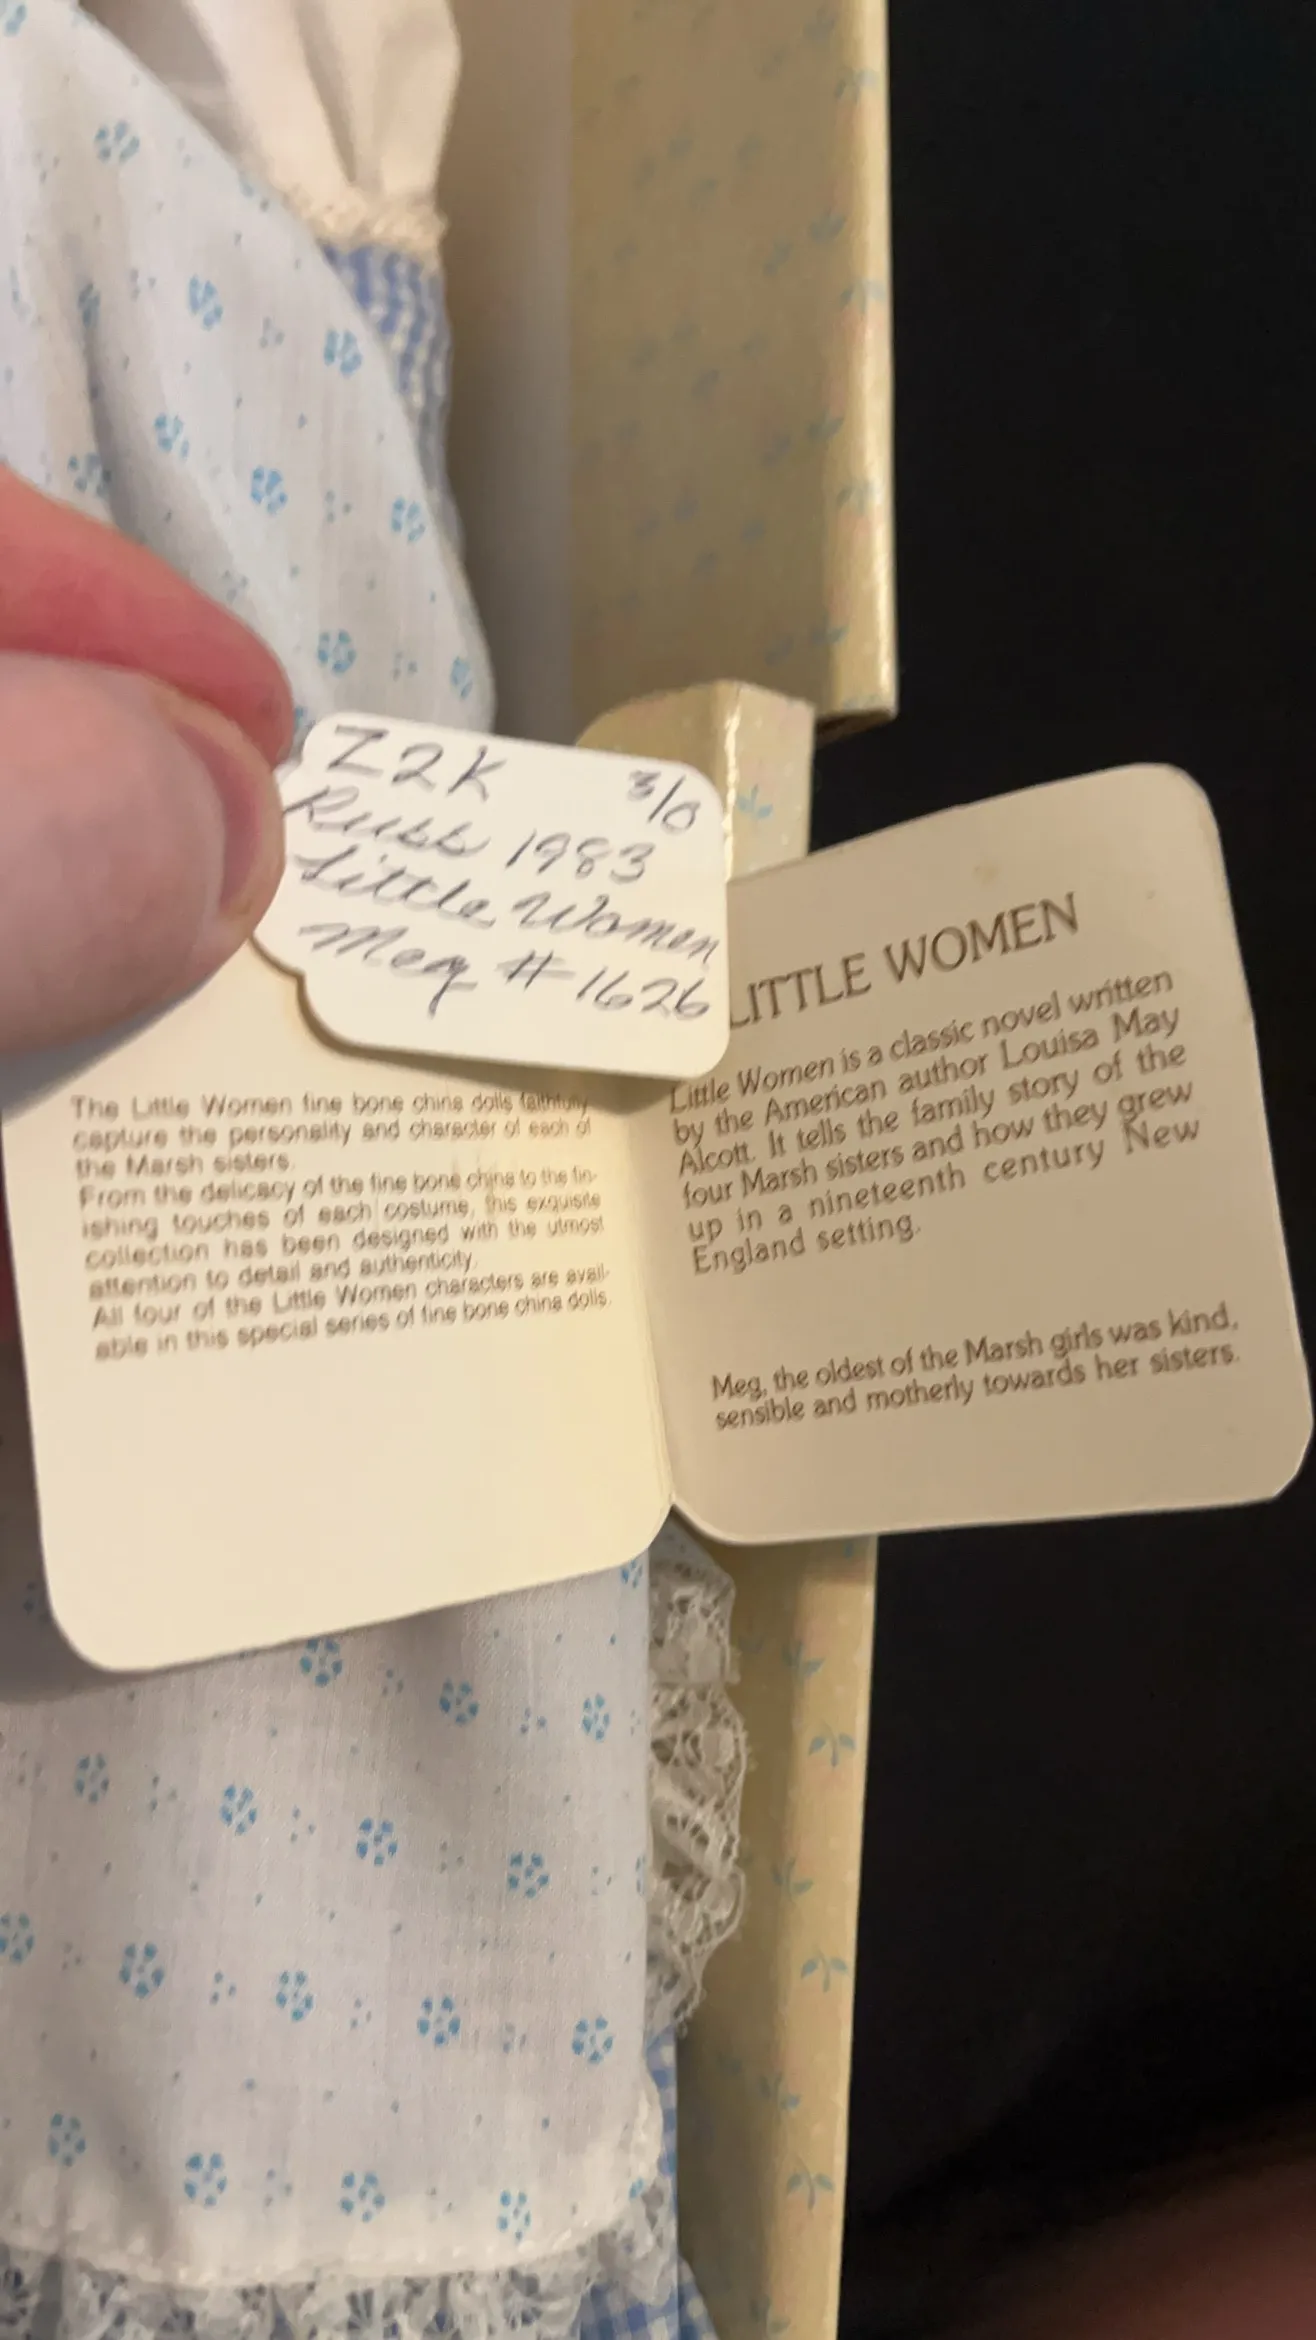 Z2K 3/0
Russ 1983
Little Women
Meg #1626
The Little Women fine bone china dolls faithfully
capture the personality and character of each of
the Marsh sisters.
From the delicacy of the fine bone china to the fin-
ishing touches of each costume, this exquisite
collection has been designed with the utmost
attention to detail and authenticity.
All four of the Little Women characters are avail-
able in this special series of fine bone china dolls.
LITTLE WOMEN
Little Women is a classic novel written
by the American author Louisa May
Alcott. It tells the family story of the
four Marsh sisters and how they grew
up in a nineteenth century New
England setting.
Meg, the oldest of the Marsh girls was kind,
sensible and motherly towards her sisters.